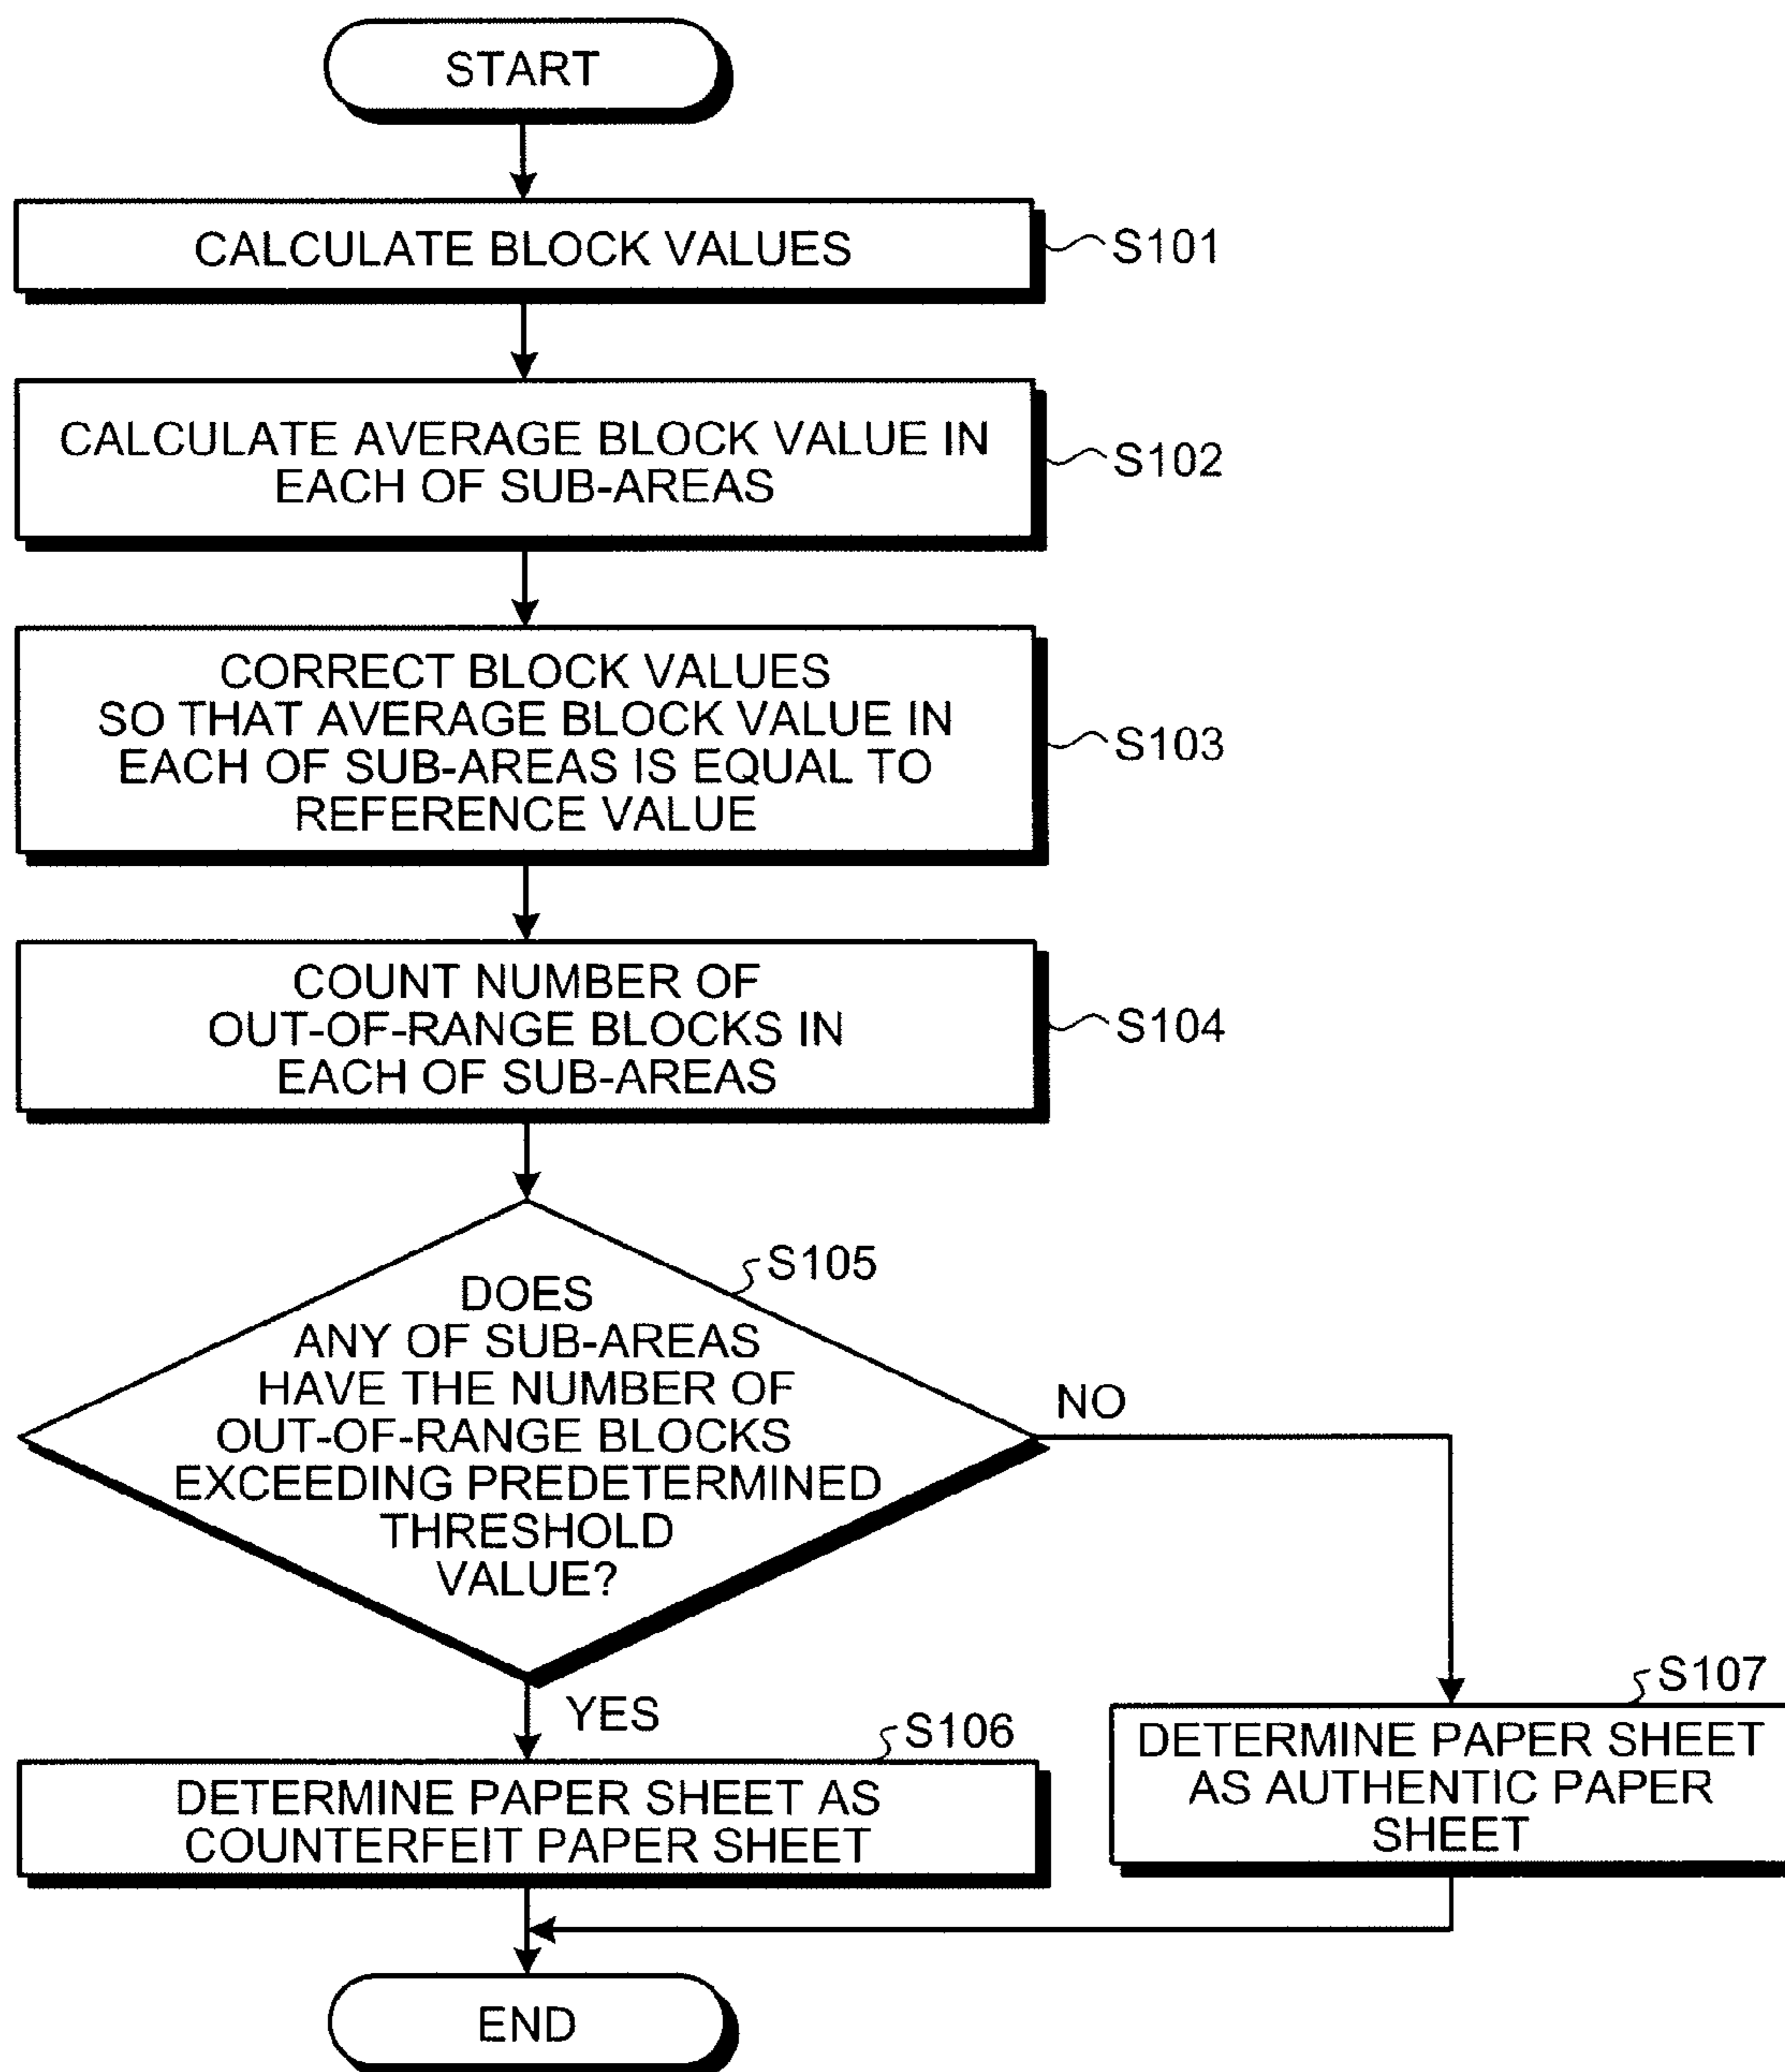 START
CALCULATE BLOCK VALUES
S101
CALCULATE AVERAGE BLOCK VALUE IN
EACH OF SUB-AREAS
S102
CORRECT BLOCK VALUES
SO THAT AVERAGE BLOCK VALUE IN
EACH OF SUB-AREAS IS EQUAL TO
REFERENCE VALUE
S103
COUNT NUMBER OF
OUT-OF-RANGE BLOCKS IN
EACH OF SUB-AREAS
S104
S105
DOES
ANY OF SUB-AREAS
HAVE THE NUMBER OF
OUT-OF-RANGE BLOCKS
EXCEEDING PREDETERMINED
THRESHOLD
VALUE?
NO
YES
S106
DETERMINE PAPER SHEET AS
COUNTERFEIT PAPER SHEET
S107
DETERMINE PAPER SHEET
AS AUTHENTIC PAPER
SHEET
END